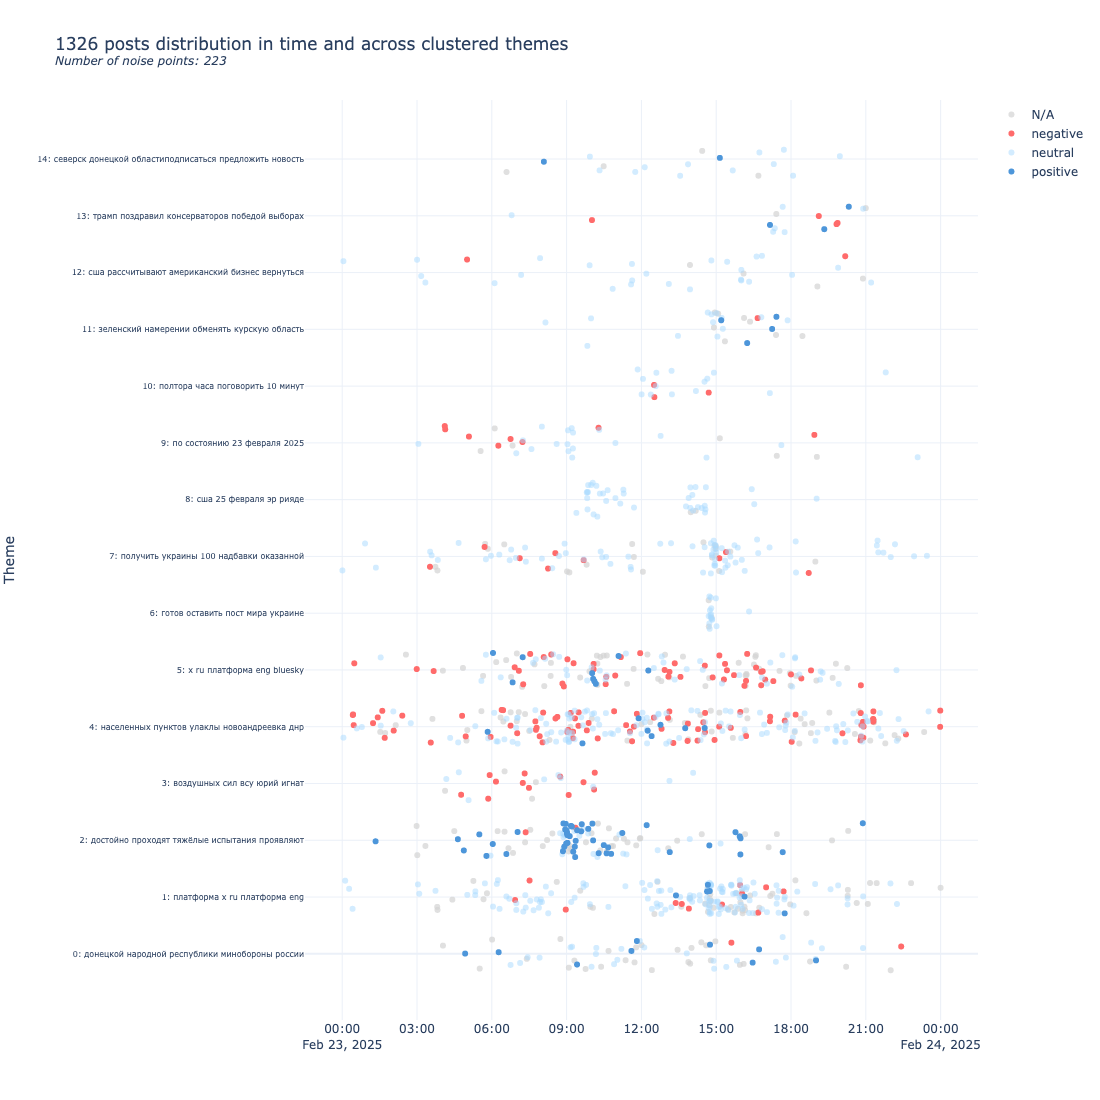 1326 posts distribution in time and across clustered themes
Number of noise points: 223
N/A
negative
neutral
positive
Theme
14: северск донецкой областиподписаться предложить новость
13: трамп поздравил консерваторов победой выборах
12: сша рассчитывают американский бизнес вернуться
11: зеленский намерении обменять курскую область
10: полтора часа поговорить 10 минут
9: по состоянию 23 февраля 2025
8: сша 25 февраля эр рияде
7: получить украины 100 надбавки оказанной
6: готов оставить пост мира украине
5: x ru платформа eng bluesky
4: населенных пунктов улаклы новоандреевка днр
3: воздушных сил всу юрий игнат
2: достойно проходят тяжёлые испытания проявляют
1: платформа x ru платформа eng
0: донецкой народной республики минобороны россии
00:00 03:00 06:00 09:00 12:00 15:00 18:00 21:00 00:00
Feb 23, 2025 Feb 24, 2025